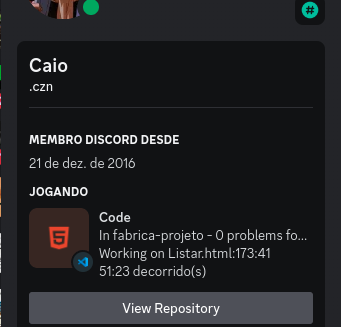 Caio
.czn
MEMBRO DISCORD DESDE
21 de dez. de 2016
JOGANDO
Code
In fabrica-projeto - 0 problems fo...
Working on Listar.html:173:41
51:23 decorrido(s)
View Repository